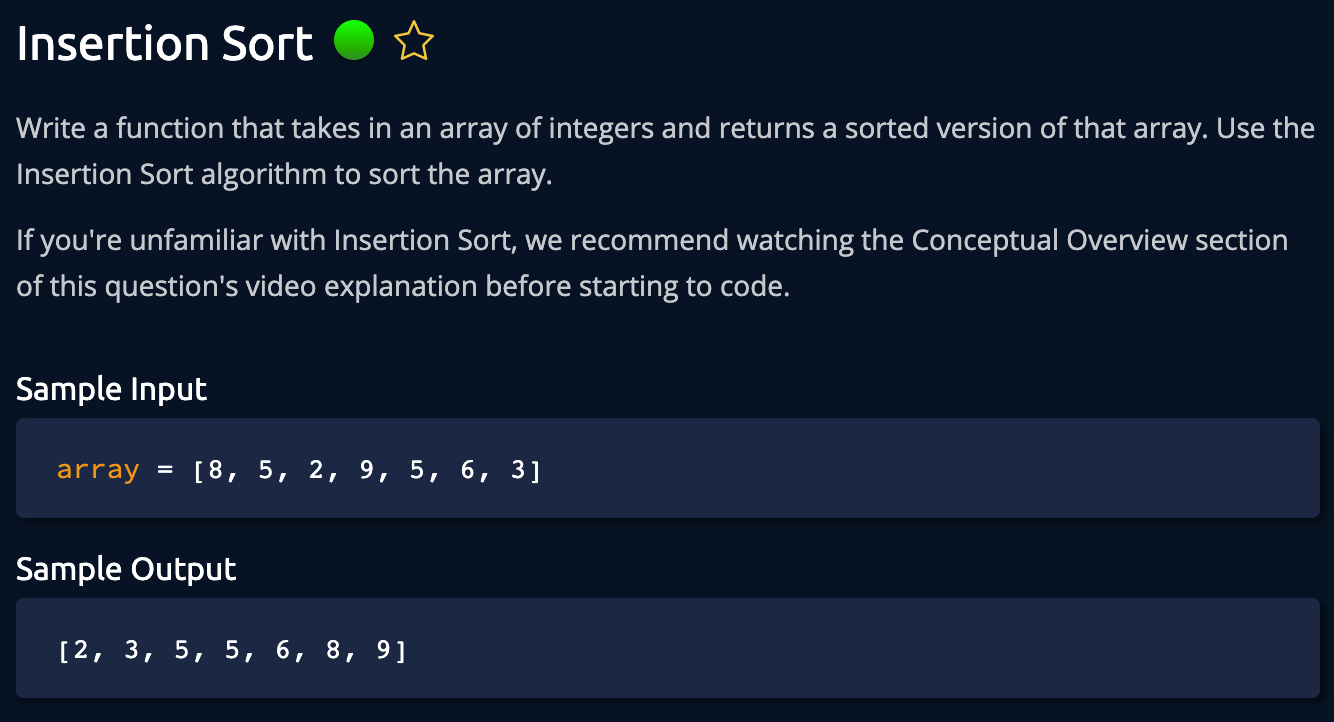 Insertion Sort
Write a function that takes in an array of integers and returns a sorted version of that array. Use the
Insertion Sort algorithm to sort the array.
If you're unfamiliar with Insertion Sort, we recommend watching the Conceptual Overview section
of this question's video explanation before starting to code.
Sample Input
array = [8, 5, 2, 9, 5, 6, 3]
Sample Output
[2, 3, 5, 5, 6, 8, 9]